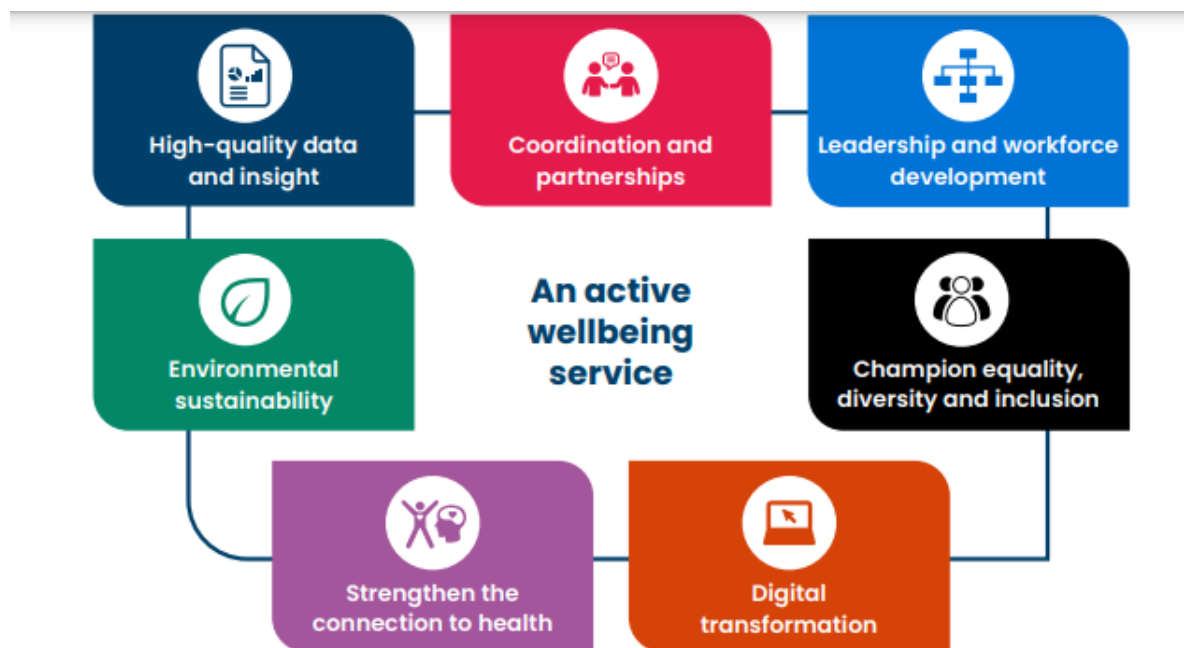 High-quality data
and insight
Coordination and
partnerships
Leadership and workforce
development
Environmental
sustainability
An active
wellbeing
service
Champion equality,
diversity and inclusion
Strengthen the
connection to health
Digital
transformation